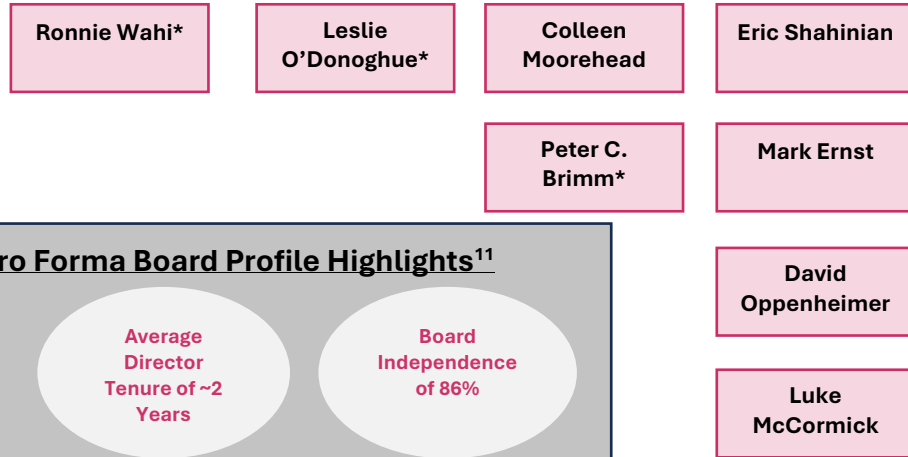 Ronnie Wahi*
Leslie
O’Donoghue*
Colleen
Moorehead
Eric Shahinian
Peter C.
Brimm*
Mark Ernst
ro Forma Board Profile Highlights11
David
Oppenheimer
Average
Director
Tenure of ~2
Years
Board
Independence
of 86%
Luke
McCormick